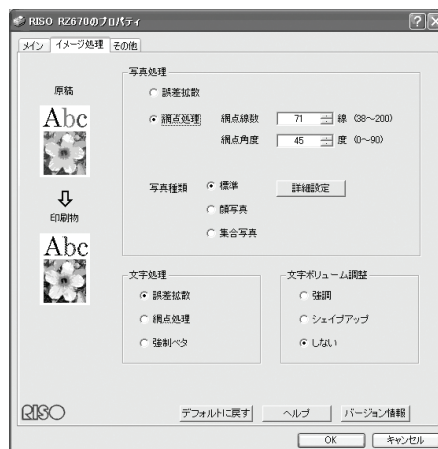 RISO RZ670のプロパティ
メイン イメージ処理 その他
原稿
Abc
印刷物
Abc
写真処理
誤差拡散
網点処理 網点線数 71 線 (38～200)
網点角度 45 度 (0～90)
写真種類 標準 詳細設定
顔写真
集合写真
文字処理
誤差拡散
網点処理
強制ベタ
文字ボリューム調整
強調
シェイプアップ
しない
RISO
デフォルトに戻す ヘルプ バージョン情報
OK キャンセル